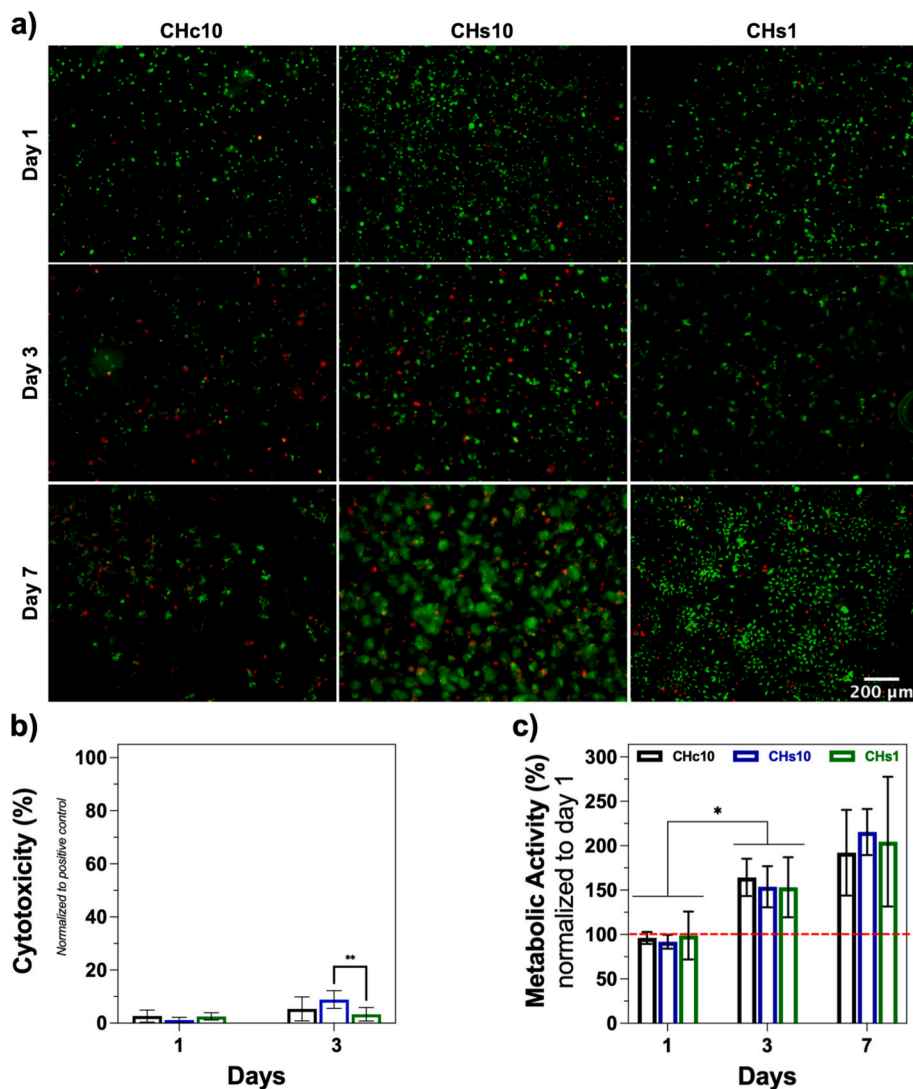 a)
CHc10 CHs10 CHs1
Day 1
Day 3
Day 7
200 μm
b)
Cytotoxicity (%)
Normalized to positive control
100
80
60
40
20
0
**
1 3
Days
c)
Metabolic Activity (%)
normalized to day 1
300
250
200
150
100
75
50
25
0
CHc10 CHs10 CHs1
*
1 3 7
Days